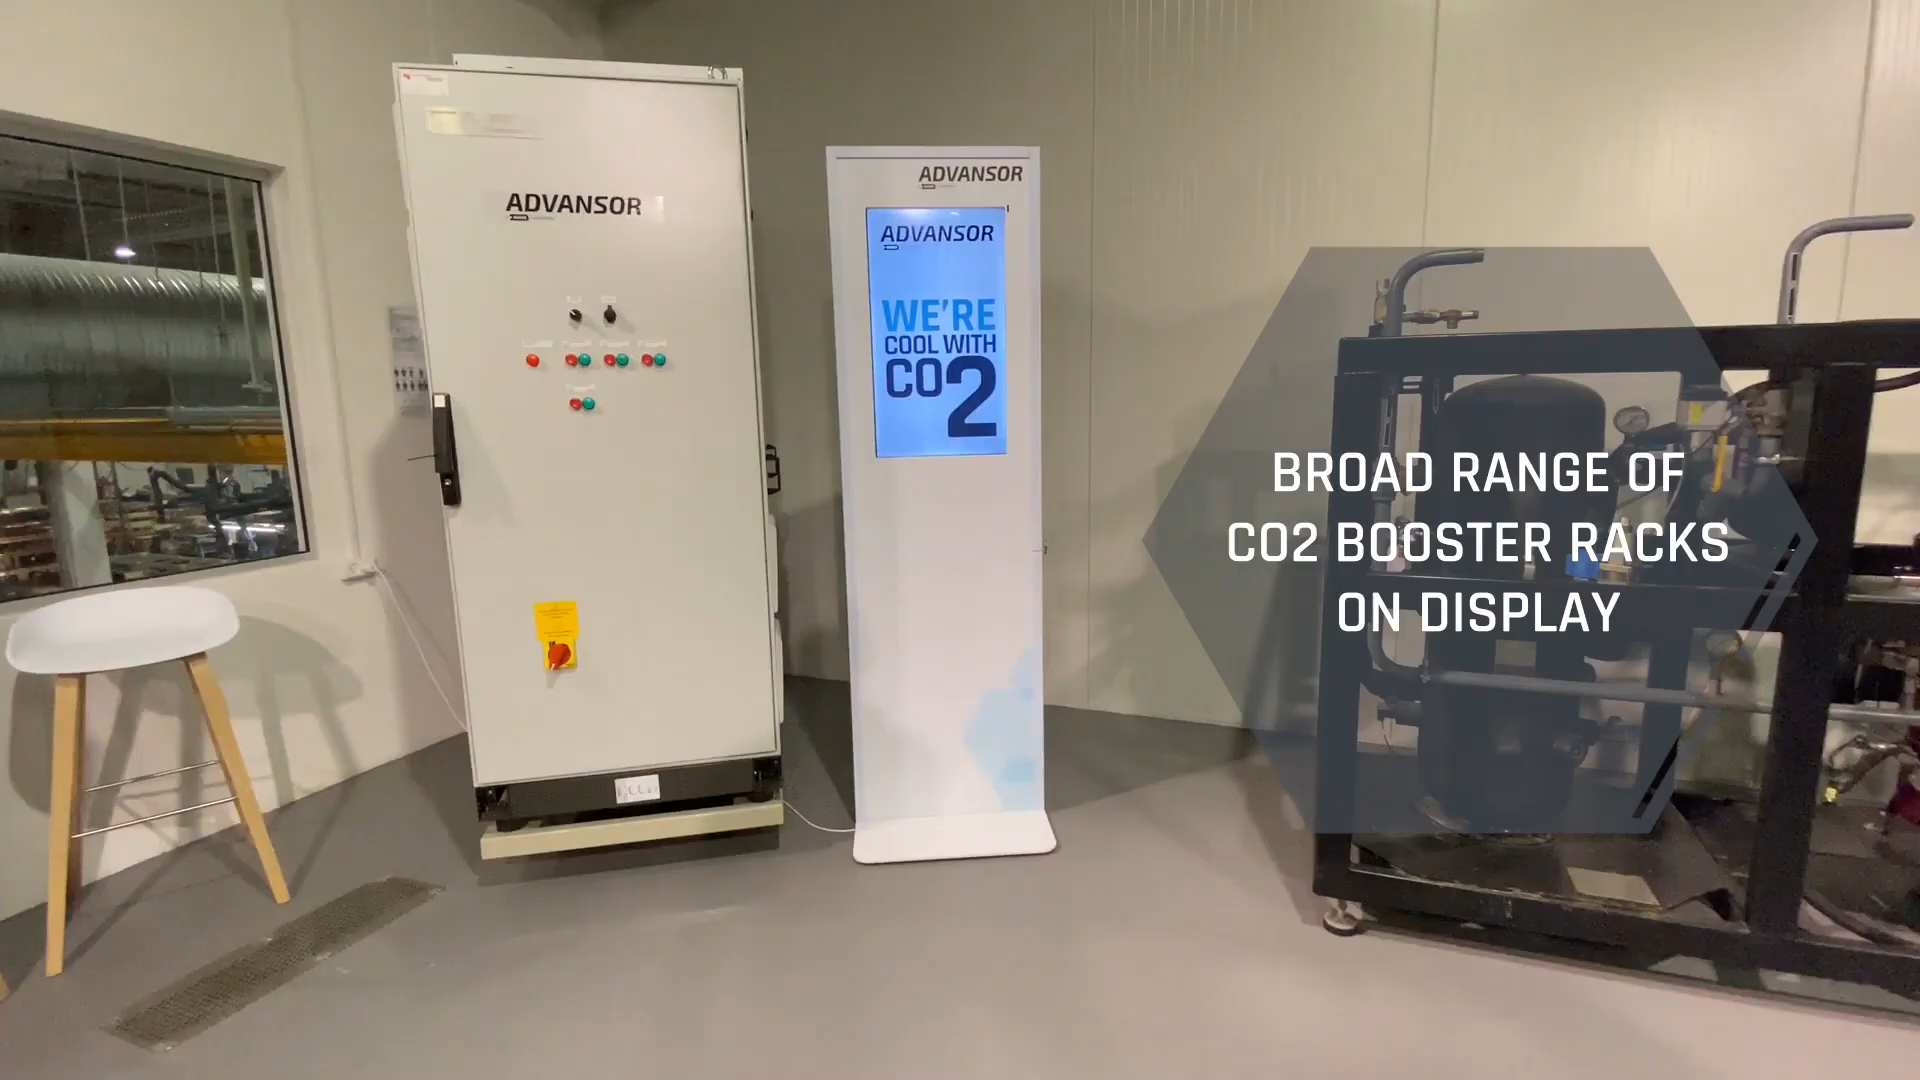 ADVANSOR
ADVANSOR
ADVANSOR
WE'RE
COOL WITH
CO2
BROAD RANGE OF
CO2 BOOSTER RACKS
ON DISPLAY